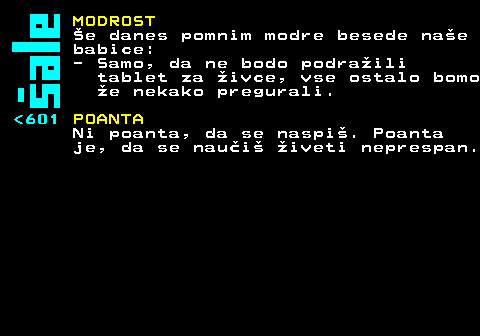 Šale
MODROST
Še danes pomnim modre besede naše
babice:
- Samo, da ne bodo podražili
tablet za živce, vse ostalo bomo
že nekako pregurali.
<601 POANTA
Ni poanta, da se naspiš. Poanta
je, da se naučiš živeti neprespan.